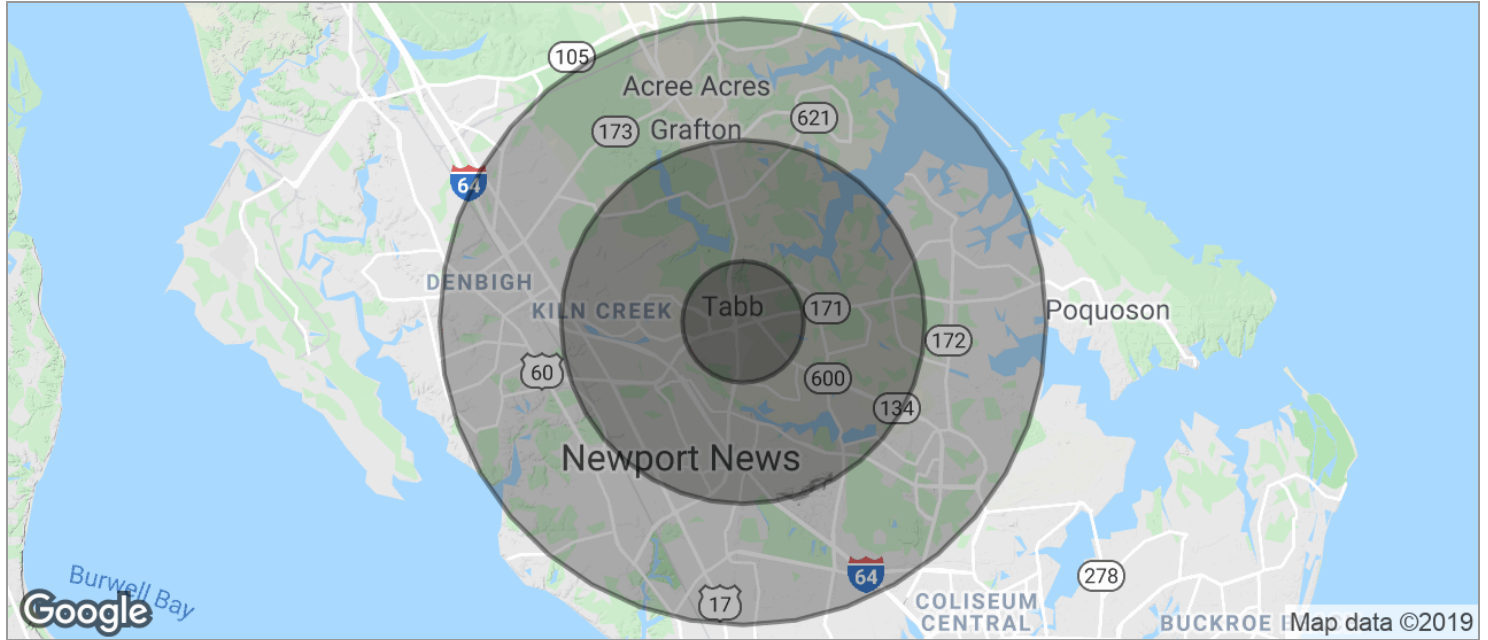 105
Acree Acres
621
173
Grafton
64
DENBIGH
KILN CREEK
Tabb
171
Poquoson
172
60
600
134
Newport News
64
278
Burwell Bay
17
COLISEUM
CENTRAL
BUCKROE
Google
Map data ©2019